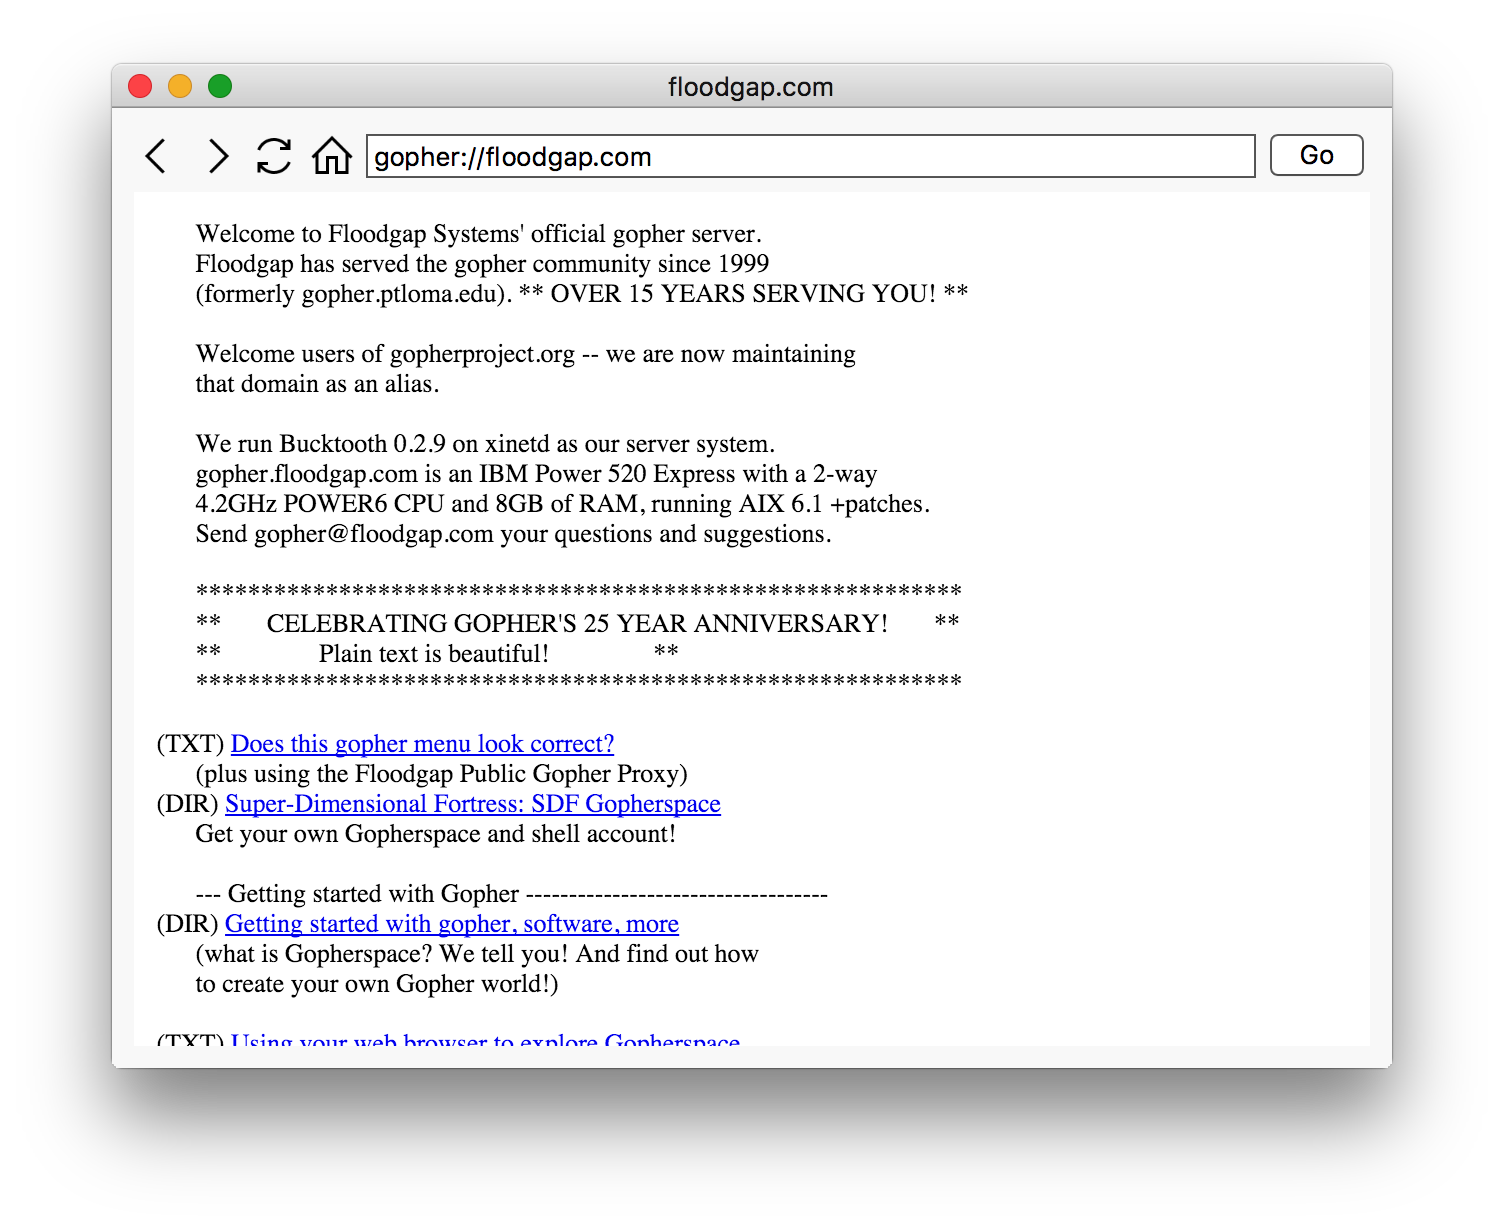 floodgap.com
gopher://floodgap.com
Go
Welcome to Floodgap Systems' official gopher server.
Floodgap has served the gopher community since 1999
(formerly gopher.ptloma.edu). ** OVER 15 YEARS SERVING YOU! **
Welcome users of gopherproject.org -- we are now maintaining
that domain as an alias.
We run Bucktooth 0.2.9 on xinetd as our server system.
gopher.floodgap.com is an IBM Power 520 Express with a 2-way
4.2GHz POWER6 CPU and 8GB of RAM, running AIX 6.1 +patches.
Send gopher@floodgap.com your questions and suggestions.
***********************************************************
** CELEBRATING GOPHER'S 25 YEAR ANNIVERSARY! **
** Plain text is beautiful! **
***********************************************************
(TXT) Does this gopher menu look correct?
(plus using the Floodgap Public Gopher Proxy)
(DIR) Super-Dimensional Fortress: SDF Gopherspace
Get your own Gopherspace and shell account!
--- Getting started with Gopher -----------------------------------
(DIR) Getting started with gopher, software, more
(what is Gopherspace? We tell you! And find out how
to create your own Gopher world!)
(TXT) Using your web browser to explore Gopherspace